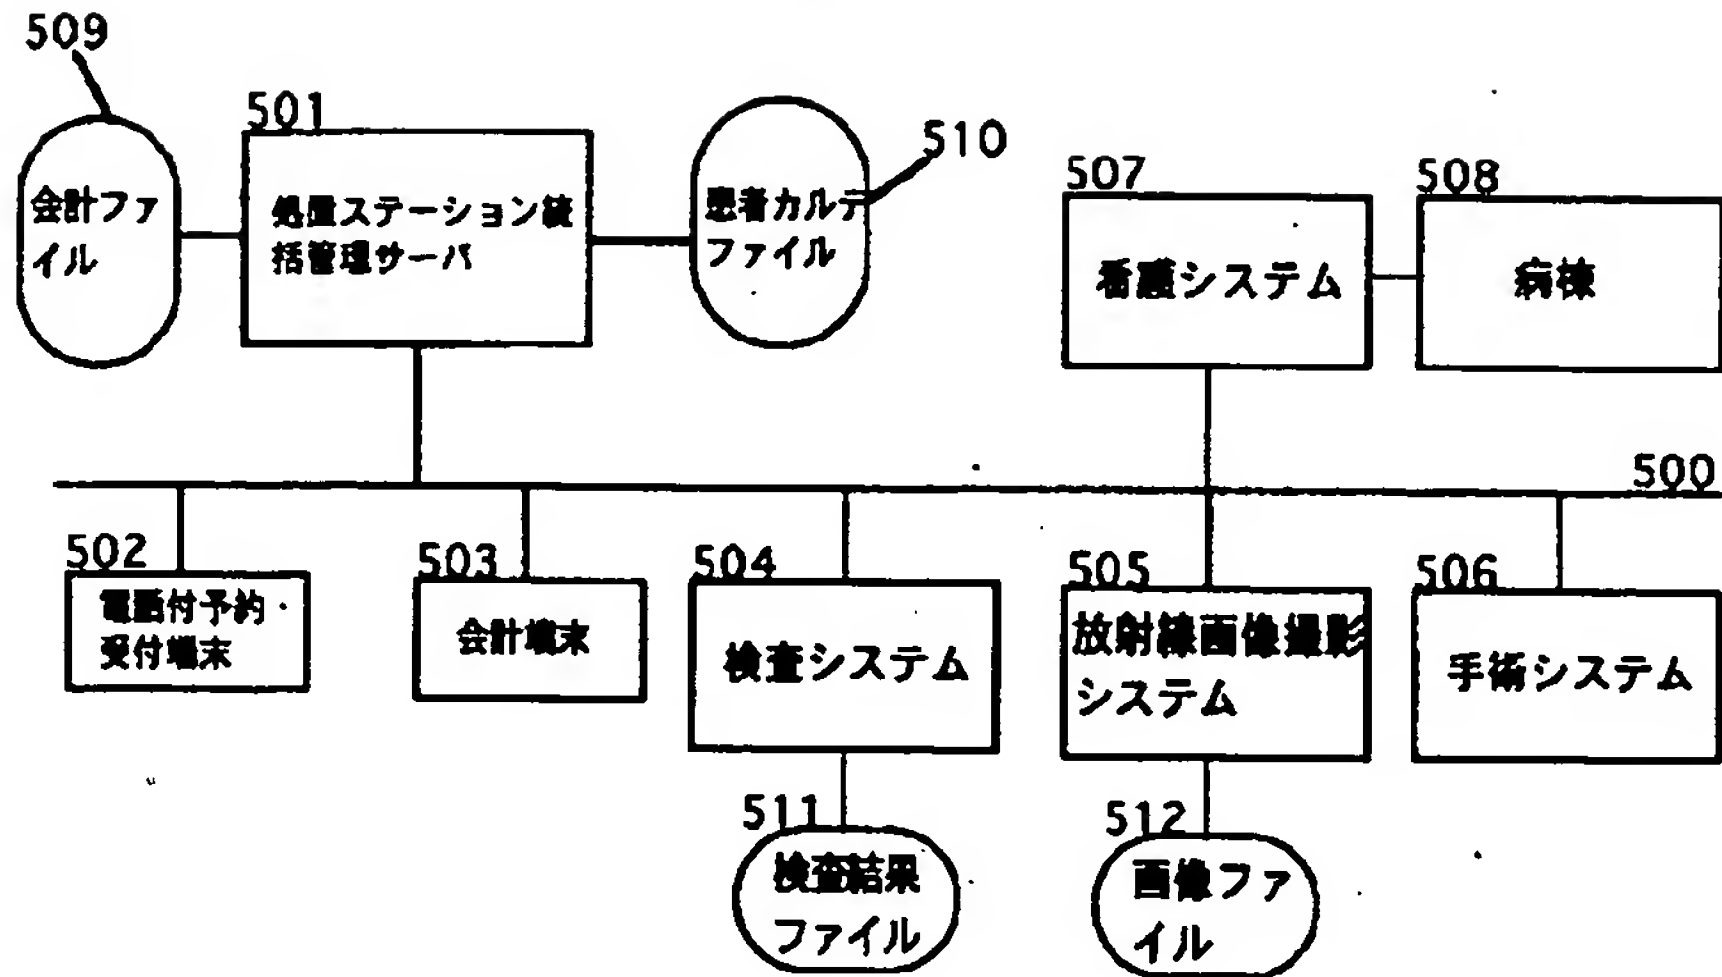 509
会計ファ
イル
501
処置ステーション統
括管理サーバ
510
患者カルテ
ファイル
507
看護システム
508
病棟
500
502
電話付予約・
受付端末
503
会計端末
504
検査システム
505
放射線画像撮影
システム
506
手術システム
511
検査結果
ファイル
512
画像ファ
イル